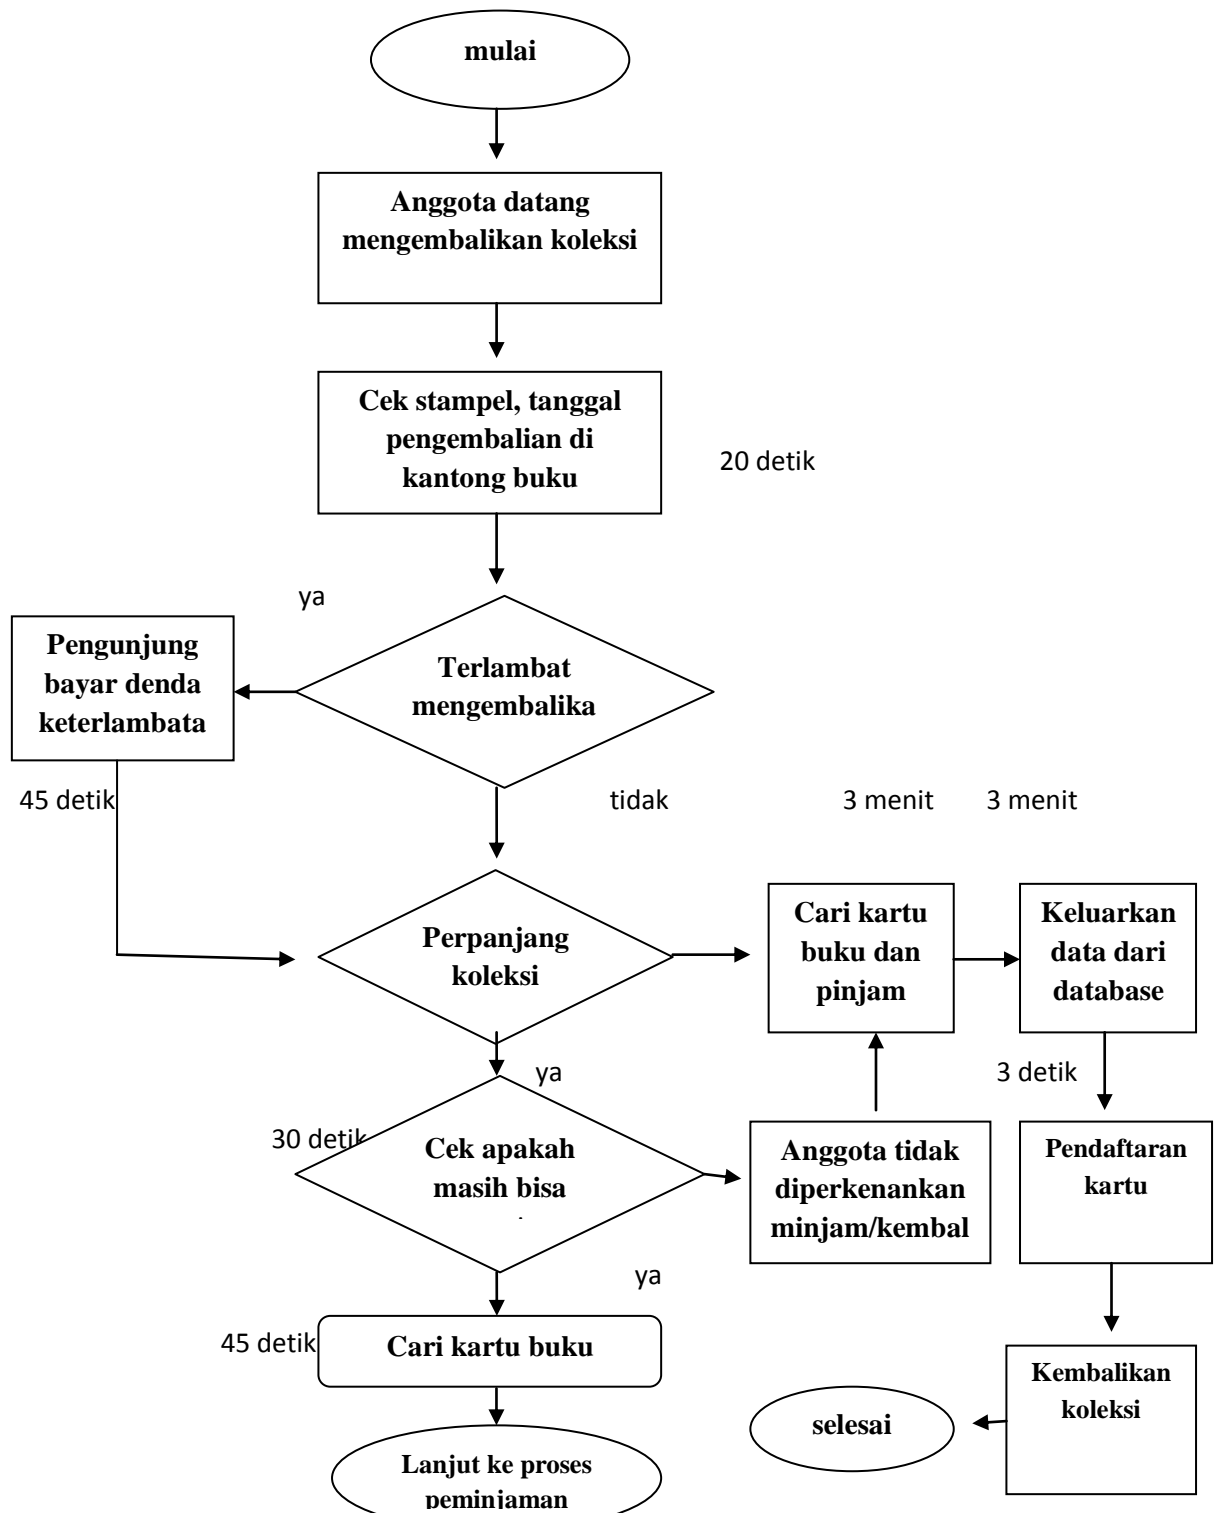 mulai
Anggota datang
mengembalikan koleksi
Cek stampel, tanggal
pengembalian di
kantong buku
20 detik
ya
Pengunjung
bayar denda
keterlambata
Terlambat
mengembalika
45 detik
tidak
3 menit
3 menit
Perpanjang
koleksi
Cari kartu
buku dan
pinjam
Keluarkan
data dari
database
ya
3 detik
30 detik
Cek apakah
masih bisa
Anggota tidak
diperkenankan
minjam/kembal
Pendaftaran
kartu
ya
45 detik
Cari kartu buku
Kembalikan
koleksi
selesai
Lanjut ke proses
peminjaman